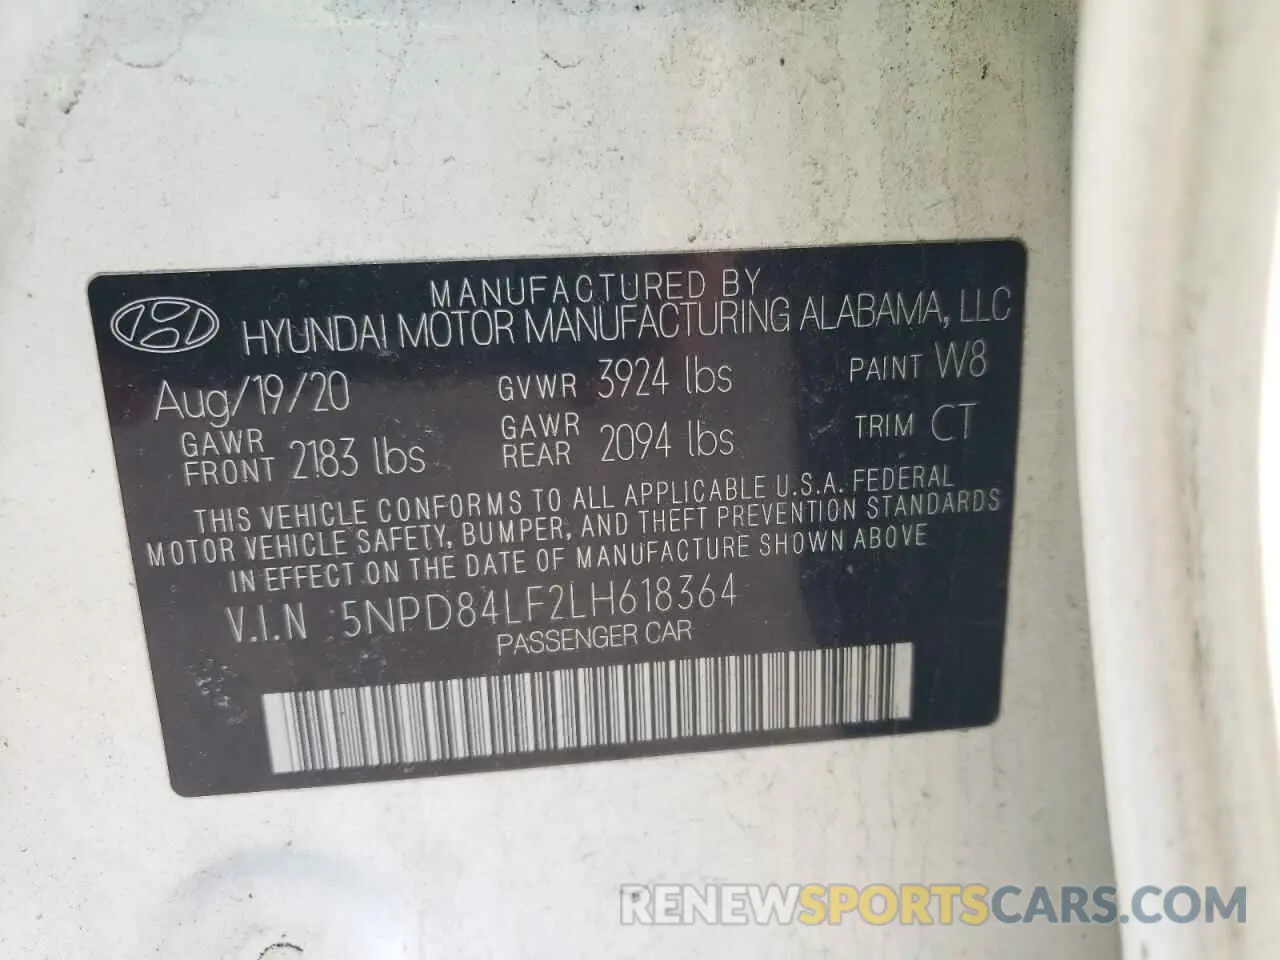 MANUFACTURED BY
HYUNDAI MOTOR MANUFACTURING ALABAMA, LLC
Aug/19/20 GVWR 3924 lbs PAINT W8
GAWR FRONT 2183 lbs GAWR REAR 2094 lbs TRIM CT
THIS VEHICLE CONFORMS TO ALL APPLICABLE U.S.A. FEDERAL
MOTOR VEHICLE SAFETY, BUMPER, AND THEFT PREVENTION STANDARDS
IN EFFECT ON THE DATE OF MANUFACTURE SHOWN ABOVE
V.I.N 5NPD84LF2LH618364
PASSENGER CAR
RENEWSPORTSCARS.COM